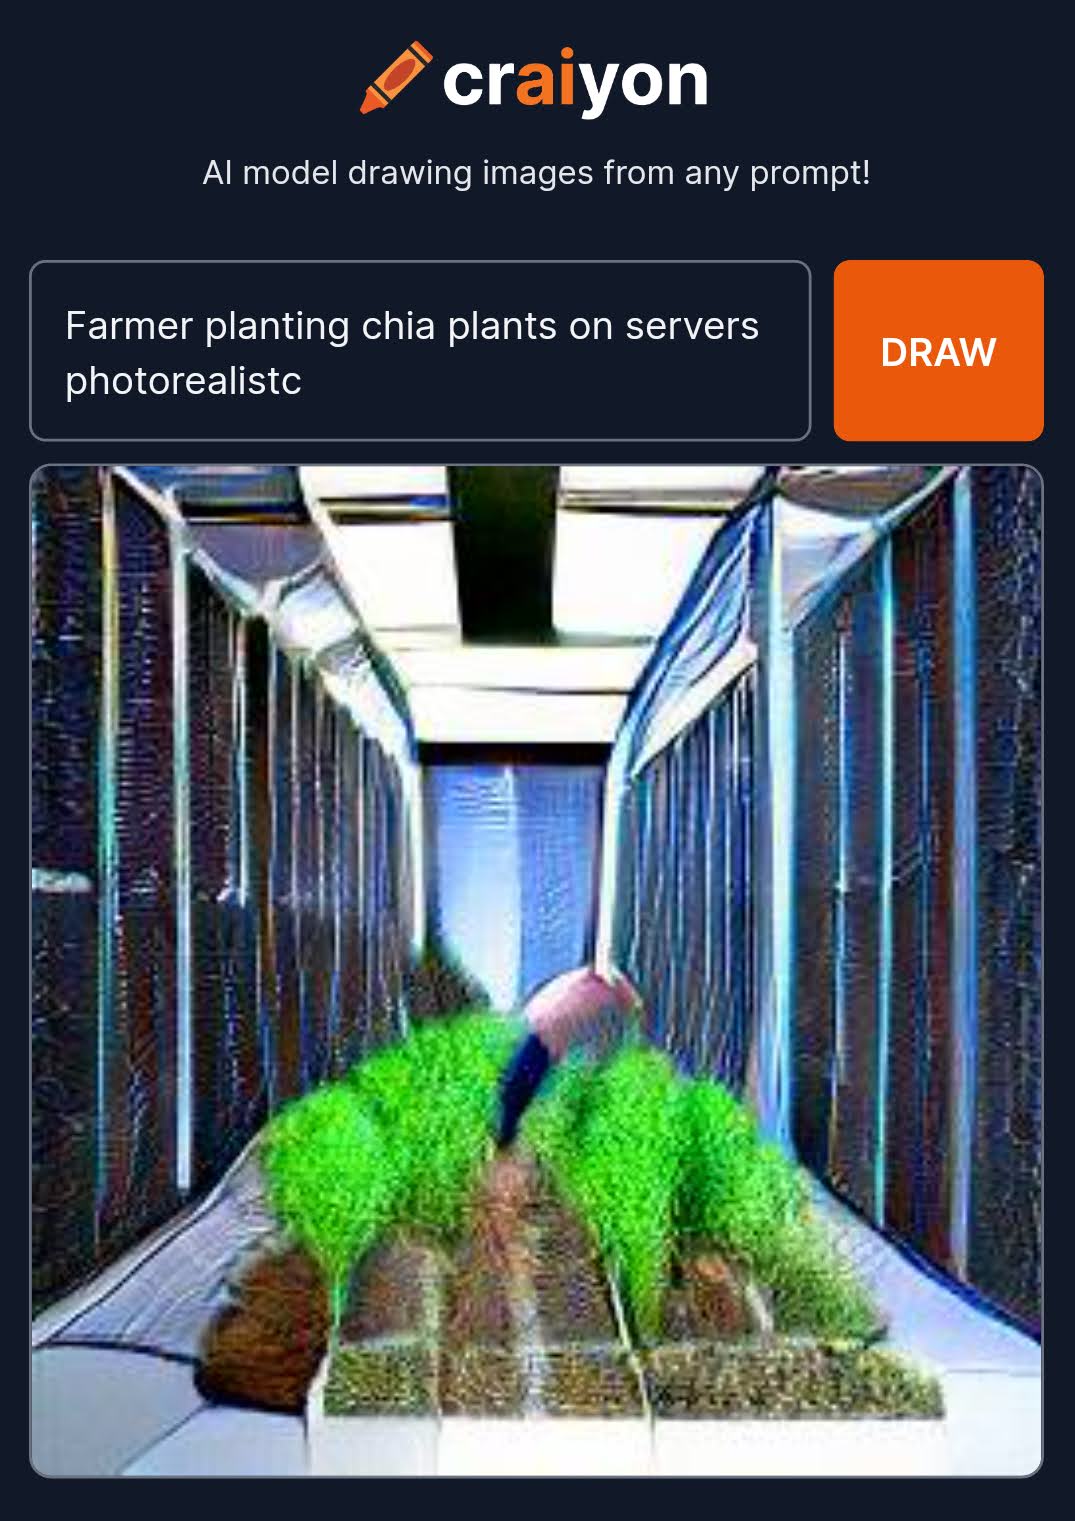 craiyon
AI model drawing images from any prompt!
Farmer planting chia plants on servers
photorealistc
DRAW